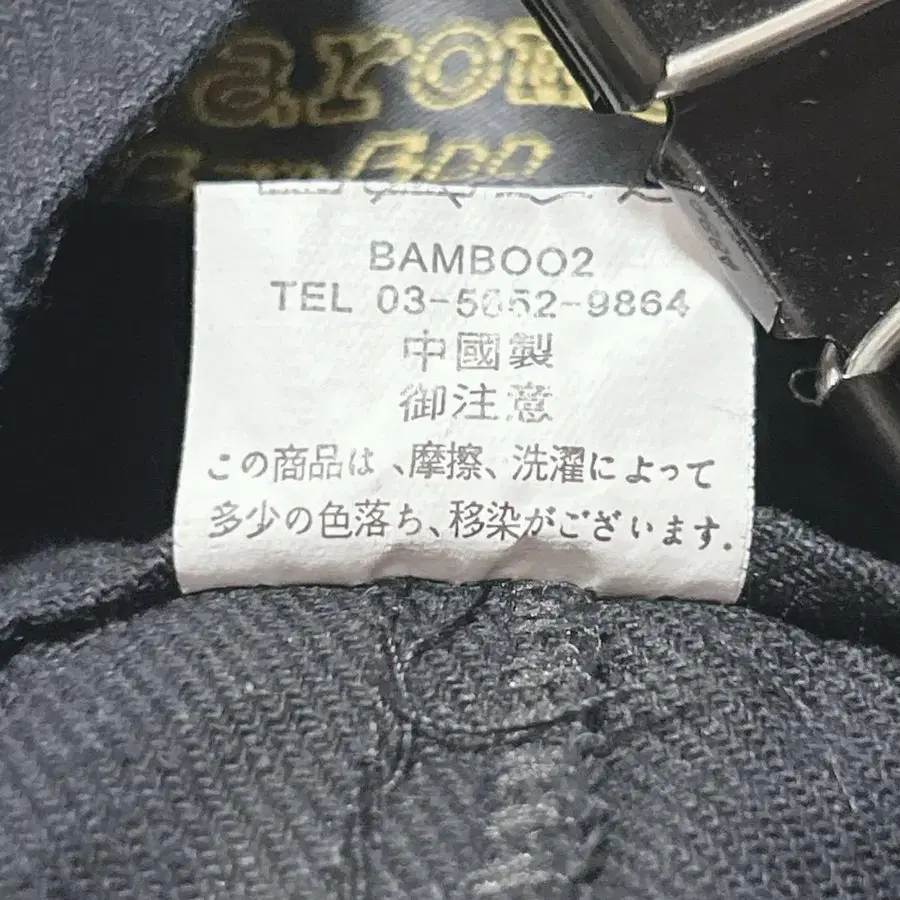 BAMBOO2
TEL 03-5652-9864
中國製
御注意
この商品は、摩擦、洗濯によって
多少の色落ち、移染がございます.